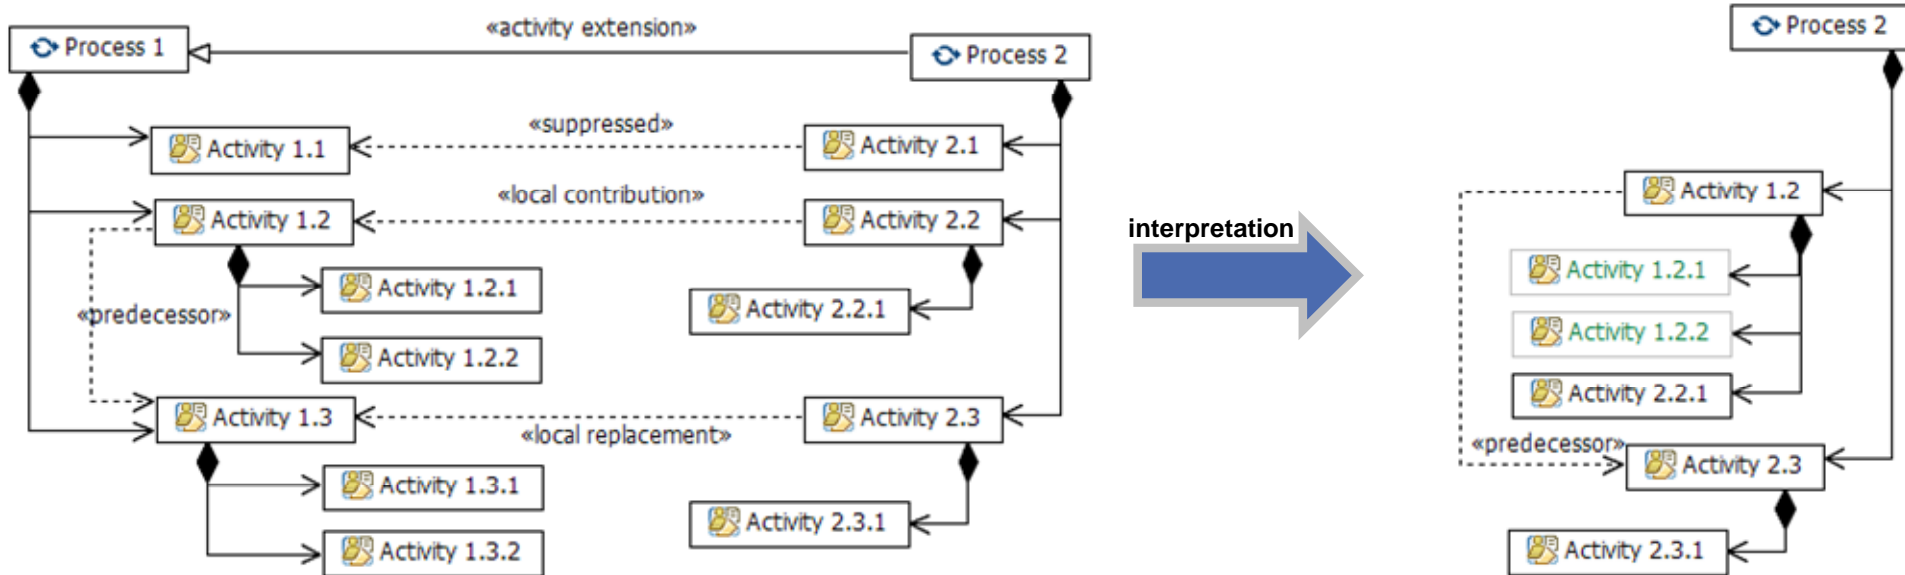 «activity extension»
Process 1
Process 2
«suppressed»
Activity 1.1
Activity 2.1
«local contribution»
Activity 1.2
Activity 2.2
Activity 1.2.1
Activity 2.2.1
«predecessor»
Activity 1.2.2
Activity 1.3
Activity 2.3
«local replacement»
Activity 1.3.1
Activity 2.3.1
Activity 1.3.2
interpretation
Process 2
Activity 1.2
Activity 1.2.1
Activity 1.2.2
Activity 2.2.1
«predecessor»
Activity 2.3
Activity 2.3.1